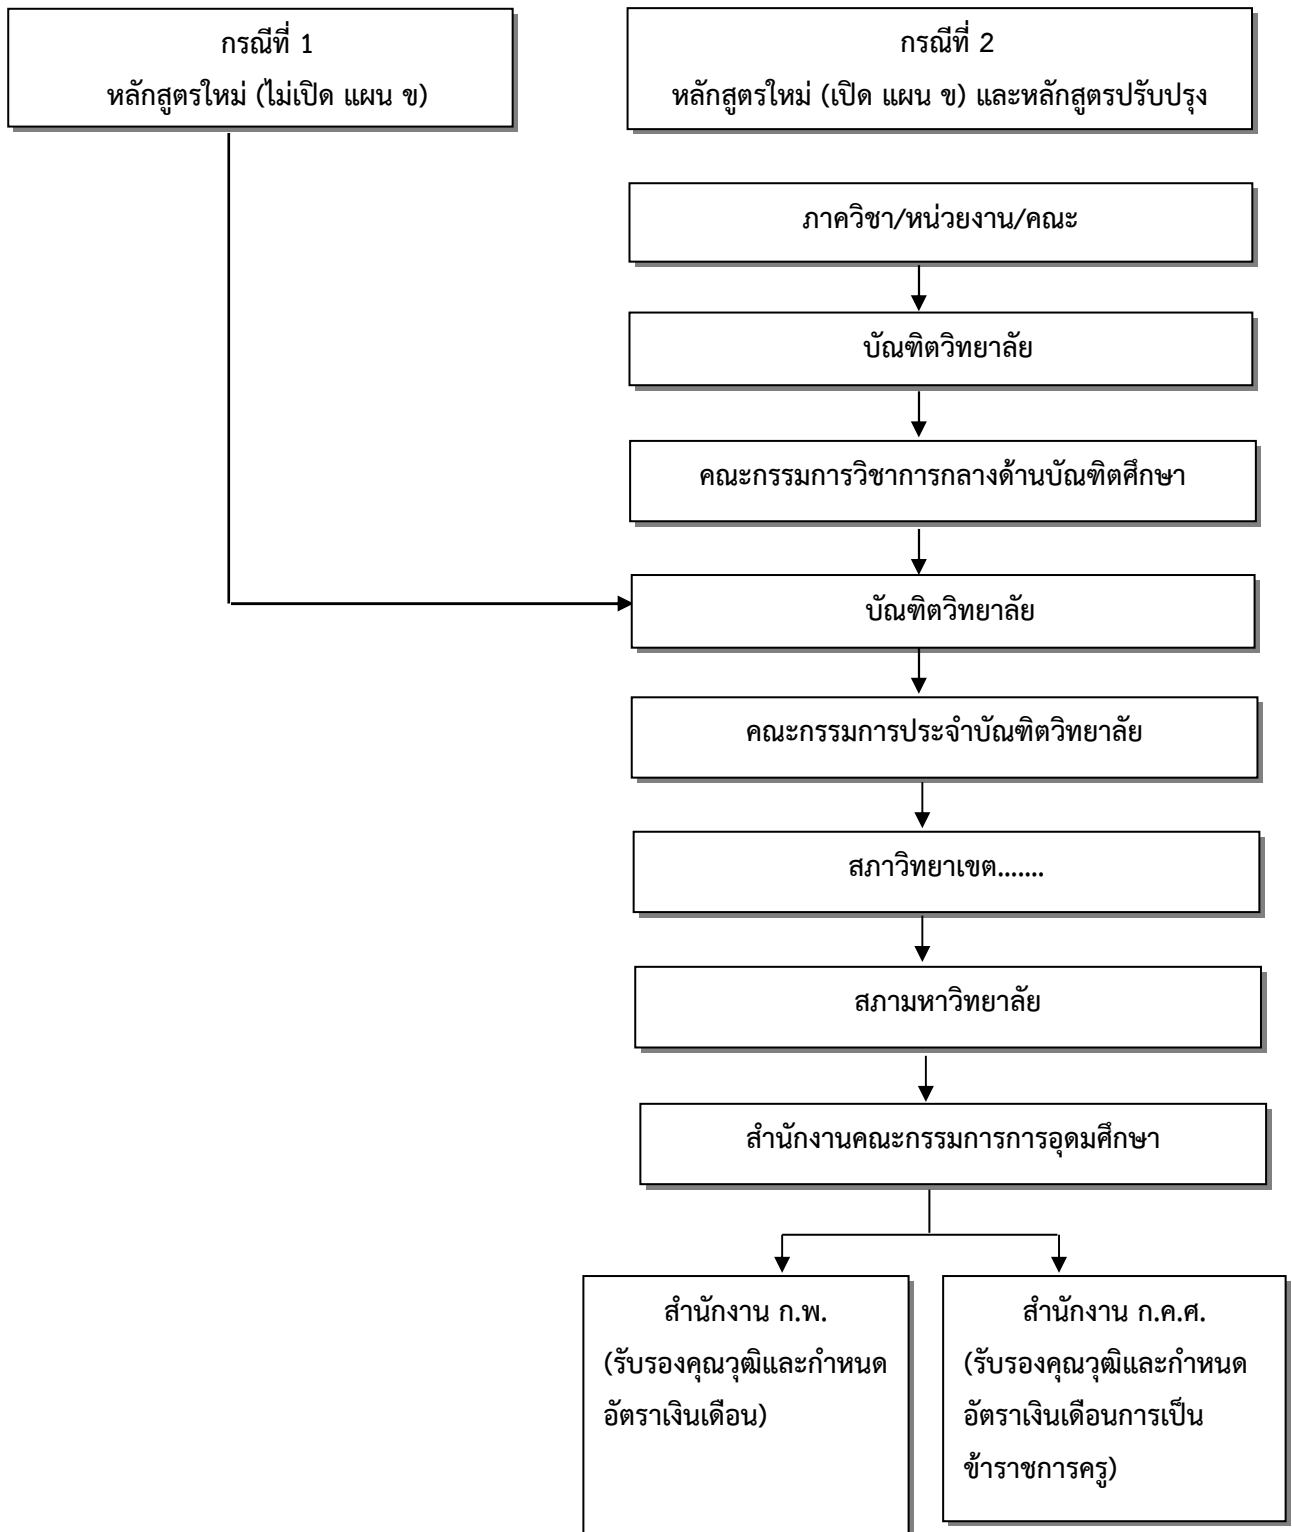 กรณีที่ 1
หลักสูตรใหม่ (ไม่เปิด แผน ข)
กรณีที่ 2
หลักสูตรใหม่ (เปิด แผน ข) และหลักสูตรปรับปรุง
ภาควิชา/หน่วยงาน/คณะ
บัณฑิตวิทยาลัย
คณะกรรมการวิชาการกลางด้านบัณฑิตศึกษา
บัณฑิตวิทยาลัย
คณะกรรมการประจำบัณฑิตวิทยาลัย
สภาวิทยาเขต.......
สภามหาวิทยาลัย
สำนักงานคณะกรรมการการอุดมศึกษา
สำนักงาน ก.พ.
(รับรองคุณวุฒิและกำหนด
อัตราเงินเดือน)
สำนักงาน ก.ค.ศ.
(รับรองคุณวุฒิและกำหนด
อัตราเงินเดือนการเป็น
ข้าราชการครู)